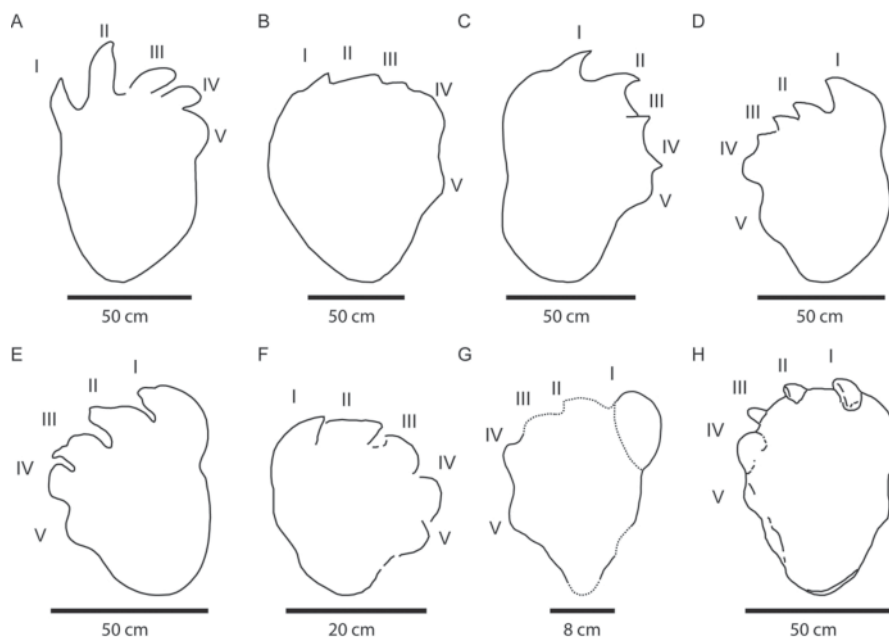 A B C D
II I I
I III I II III II
IV II
V IV III III
V IV IV
V V
50 cm 50 cm 50 cm 50 cm
E F G H
I I II I II I
II III III II
III III
IV IV IV IV
V V V V
50 cm 20 cm 8 cm 50 cm